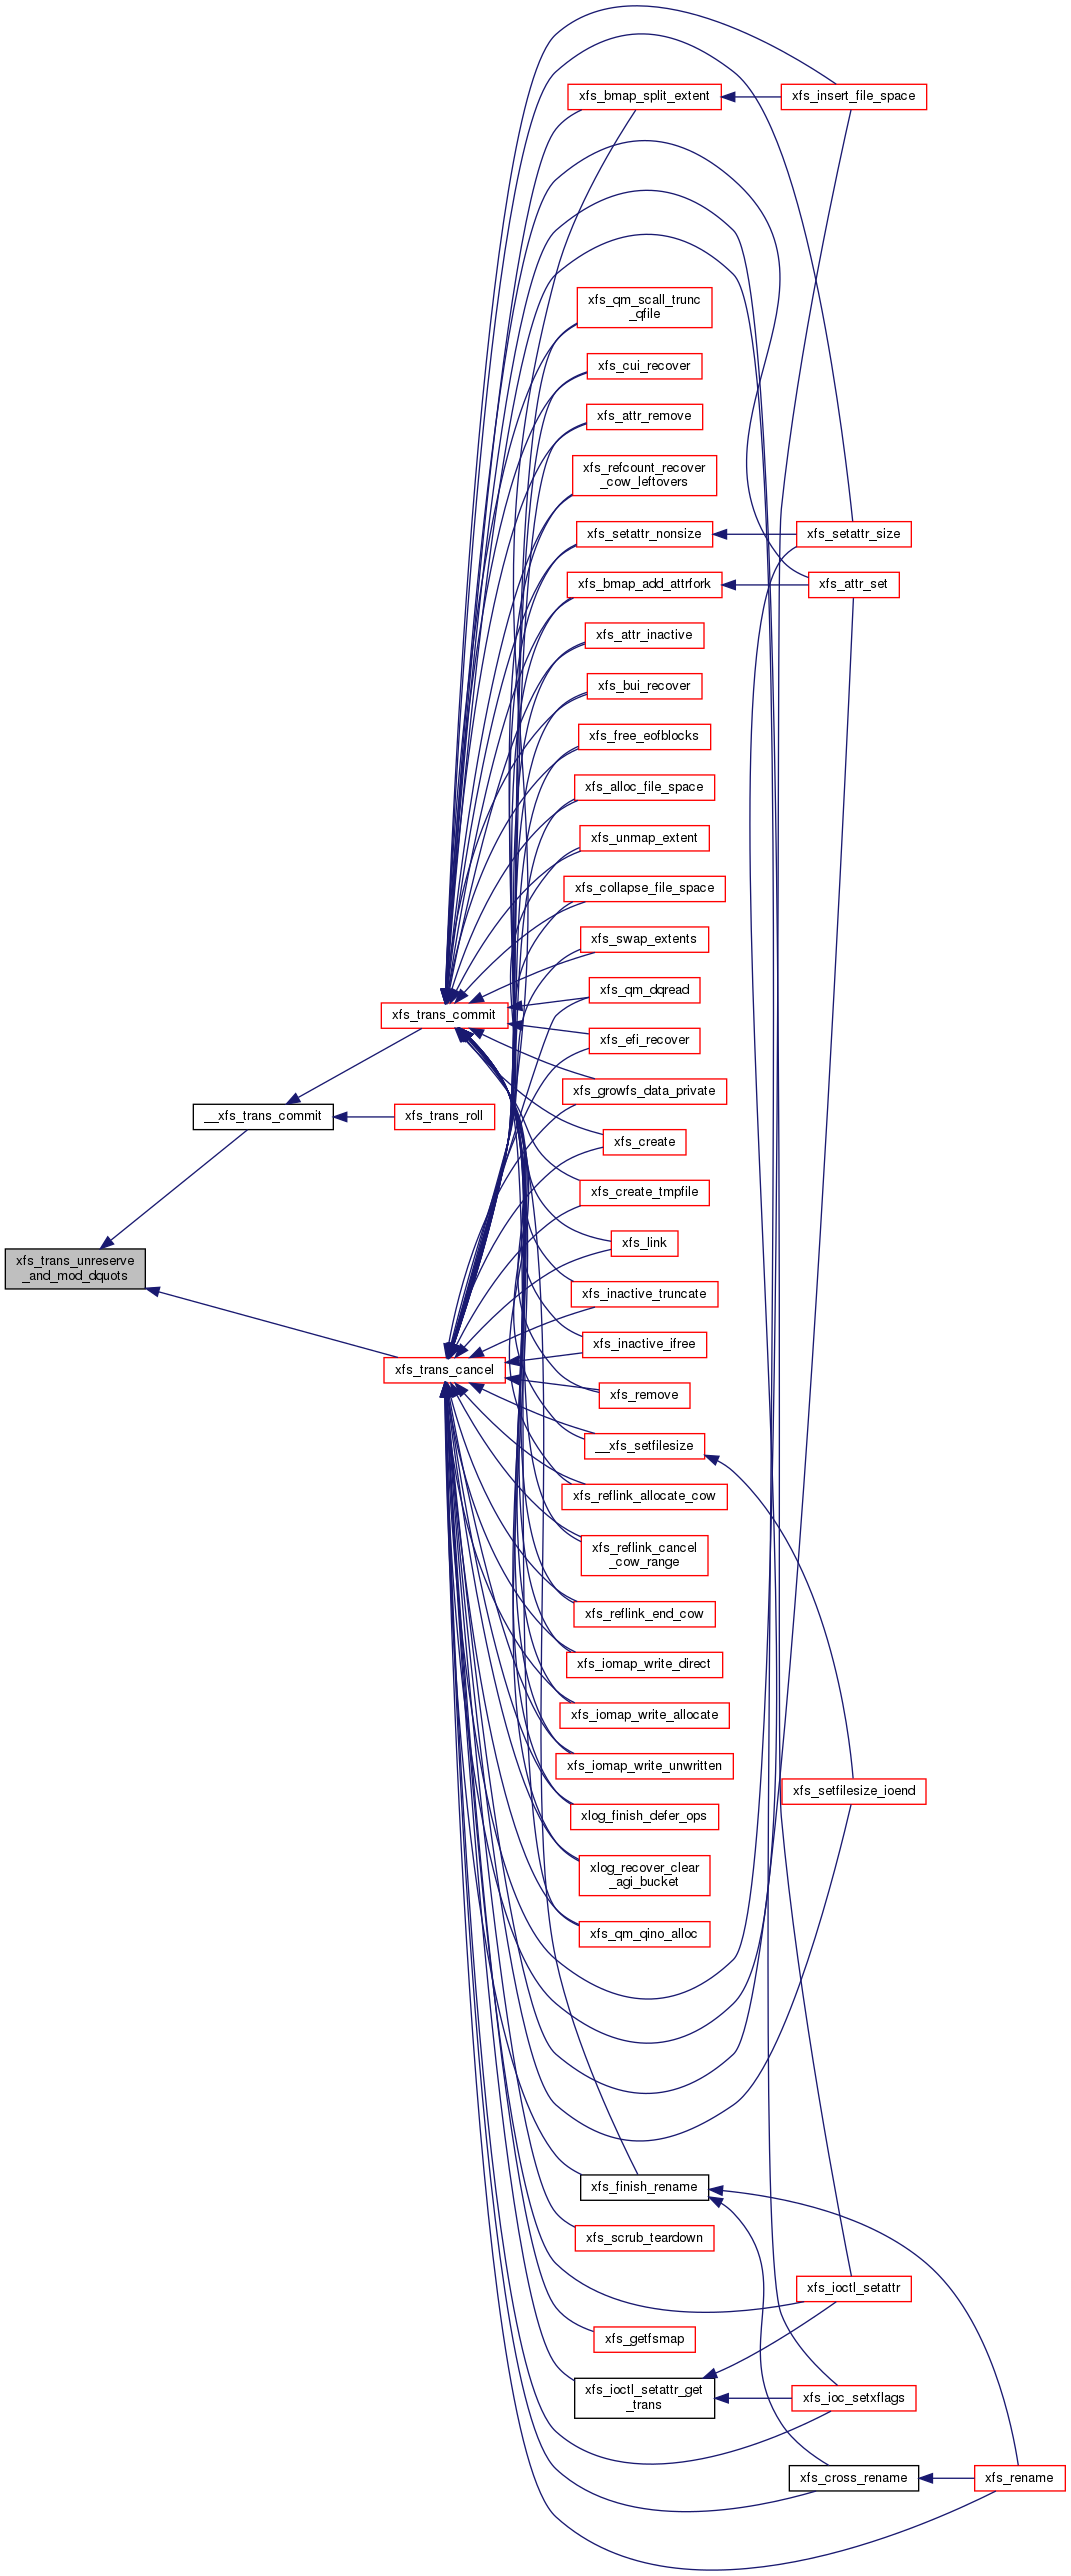 xfs_bmap_split_extent
xfs_insert_file_space
xfs_qm_scall_trunc
_qfile
xfs_cui_recover
xfs_attr_remove
xfs_refcount_recover
_cow_leftovers
xfs_setattr_nonsize
xfs_setattr_size
xfs_bmap_add_attrfork
xfs_attr_set
xfs_attr_inactive
xfs_bui_recover
xfs_free_eofblocks
xfs_alloc_file_space
xfs_unmap_extent
xfs_collapse_file_space
xfs_swap_extents
xfs_qm_dqread
xfs_trans_commit
xfs_efi_recover
xfs_growfs_data_private
__xfs_trans_commit
xfs_trans_roll
xfs_create
xfs_create_tmpfile
xfs_link
xfs_trans_unreserve
_and_mod_dquots
xfs_inactive_truncate
xfs_inactive_ifree
xfs_trans_cancel
xfs_remove
__xfs_setfilesize
xfs_reflink_allocate_cow
xfs_reflink_cancel
_cow_range
xfs_reflink_end_cow
xfs_iomap_write_direct
xfs_iomap_write_allocate
xfs_iomap_write_unwritten
xfs_setfilesize_ioend
xlog_finish_defer_ops
xlog_recover_clear
_agi_bucket
xfs_qm_qino_alloc
xfs_finish_rename
xfs_scrub_teardown
xfs_ioctl_setattr
xfs_getfsmap
xfs_ioctl_setattr_get
_trans
xfs_ioc_setxflags
xfs_cross_rename
xfs_rename